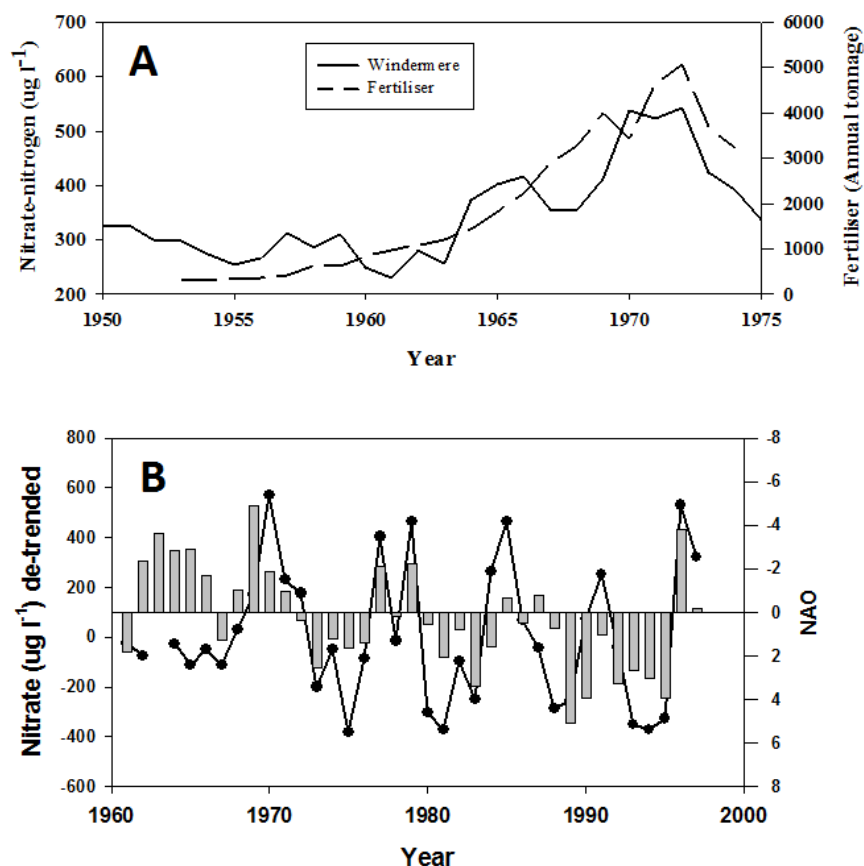 A
Windermere
Fertiliser
Nitrate-nitrogen (ug l-1)
700
600
500
400
300
200
Fertiliser (Annual tonnage)
6000
5000
4000
3000
2000
1000
0
1950 1955 1960 1965 1970 1975
Year
B
Nitrate (ug l-1) de-trended
800
600
400
200
0
-200
-400
-600
NAO
-8
-6
-4
-2
0
2
4
6
8
1960 1970 1980 1990 2000
Year